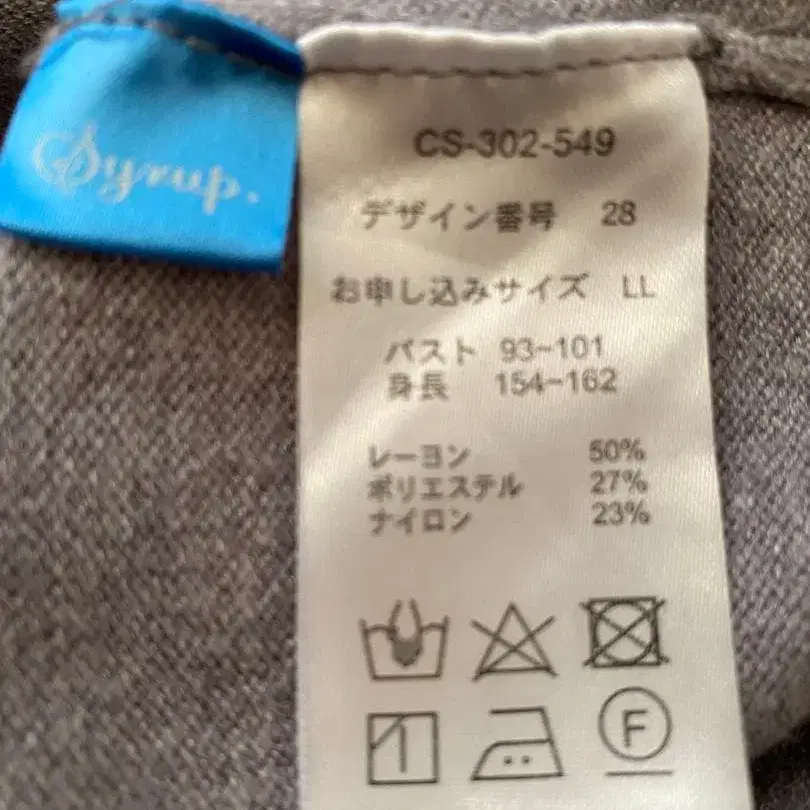 Syrup.
CS-302-549
デザイン番号 28
お申し込みサイズ LL
バスト 93-101
身長 154-162
レーヨン 50%
ポリエステル 27%
ナイロン 23%
F